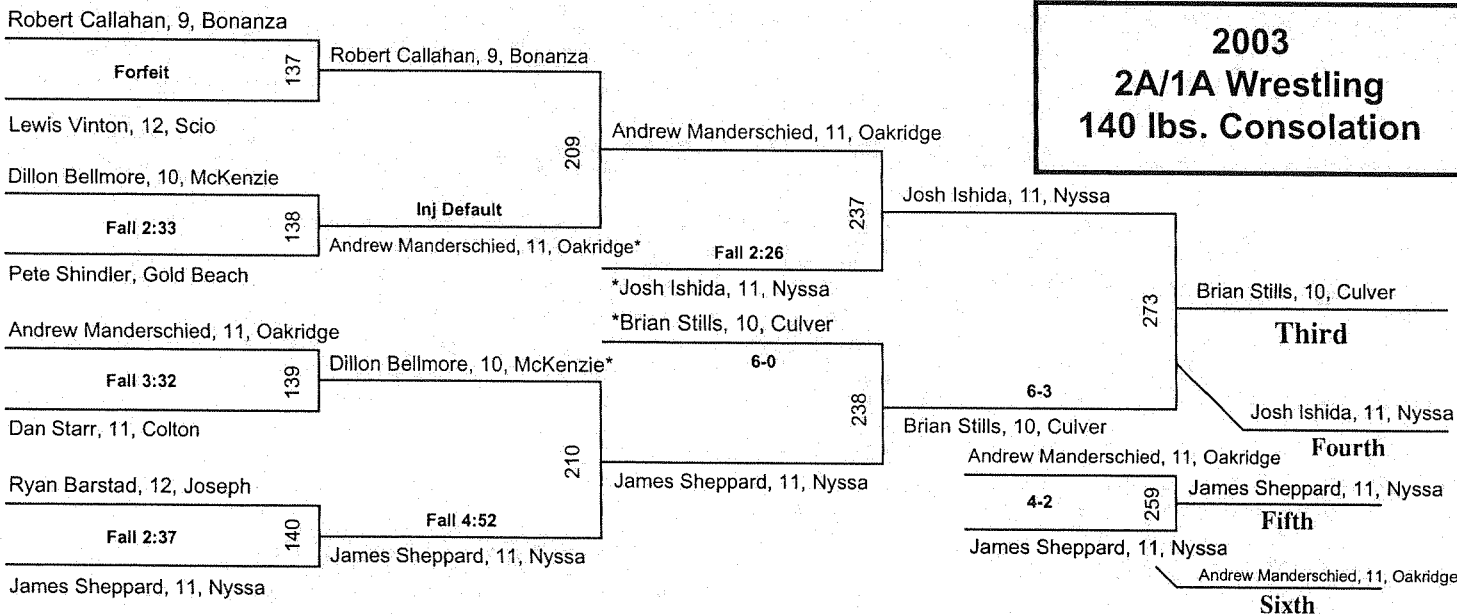 2003
2A/1A Wrestling
140 lbs. Consolation
Robert Callahan, 9, Bonanza
Forfeit
137
Lewis Vinton, 12, Scio
Dillon Bellmore, 10, McKenzie
Fall 2:33
138
Pete Shindler, Gold Beach
Andrew Manderschied, 11, Oakridge
Fall 3:32
139
Dan Starr, 11, Colton
Ryan Barstad, 12, Joseph
Fall 2:37
140
James Sheppard, 11, Nyssa
Robert Callahan, 9, Bonanza
209
Inj Default
Andrew Manderschied, 11, Oakridge*
Dillon Bellmore, 10, McKenzie*
210
Fall 4:52
James Sheppard, 11, Nyssa
Andrew Manderschied, 11, Oakridge
237
Fall 2:26
*Josh Ishida, 11, Nyssa
*Brian Stills, 10, Culver
6-0
238
James Sheppard, 11, Nyssa
Josh Ishida, 11, Nyssa
273
6-3
Brian Stills, 10, Culver
Brian Stills, 10, Culver
Third
Josh Ishida, 11, Nyssa
Fourth
Andrew Manderschied, 11, Oakridge
4-2
259
James Sheppard, 11, Nyssa
James Sheppard, 11, Nyssa
Fifth
Andrew Manderschied, 11, Oakridge
Sixth